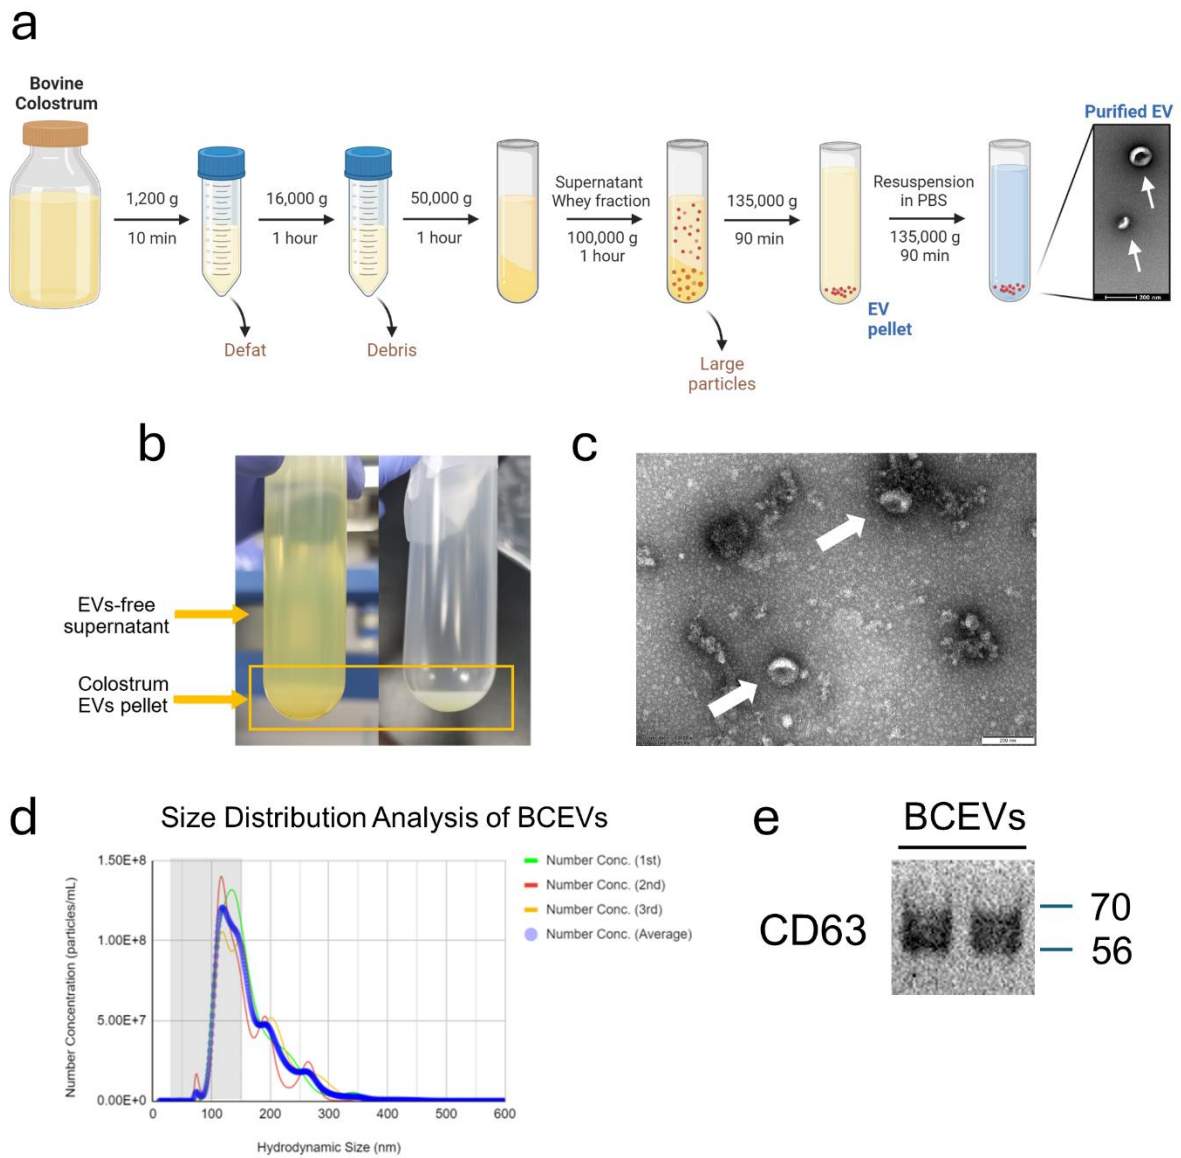 a
Bovine
Colostrum
1,200 g
10 min
16,000 g
1 hour
50,000 g
1 hour
Supernatant
Whey fraction
100,000 g
1 hour
135,000 g
90 min
Resuspension
in PBS
135,000 g
90 min
Purified EV
200 nm
Defat
Debris
Large
particles
EV
pellet
b
EVs-free
supernatant
Colostrum
EVs pellet
c
200 nm
d
Size Distribution Analysis of BCEVs
Number Concentration (particles/mL)
1.50E+8
1.00E+8
5.00E+7
0.00E+0
0 100 200 300 400 500 600
Hydrodynamic Size (nm)
Number Conc. (1st)
Number Conc. (2nd)
Number Conc. (3rd)
Number Conc. (Average)
e
BCEVs
CD63
70
56